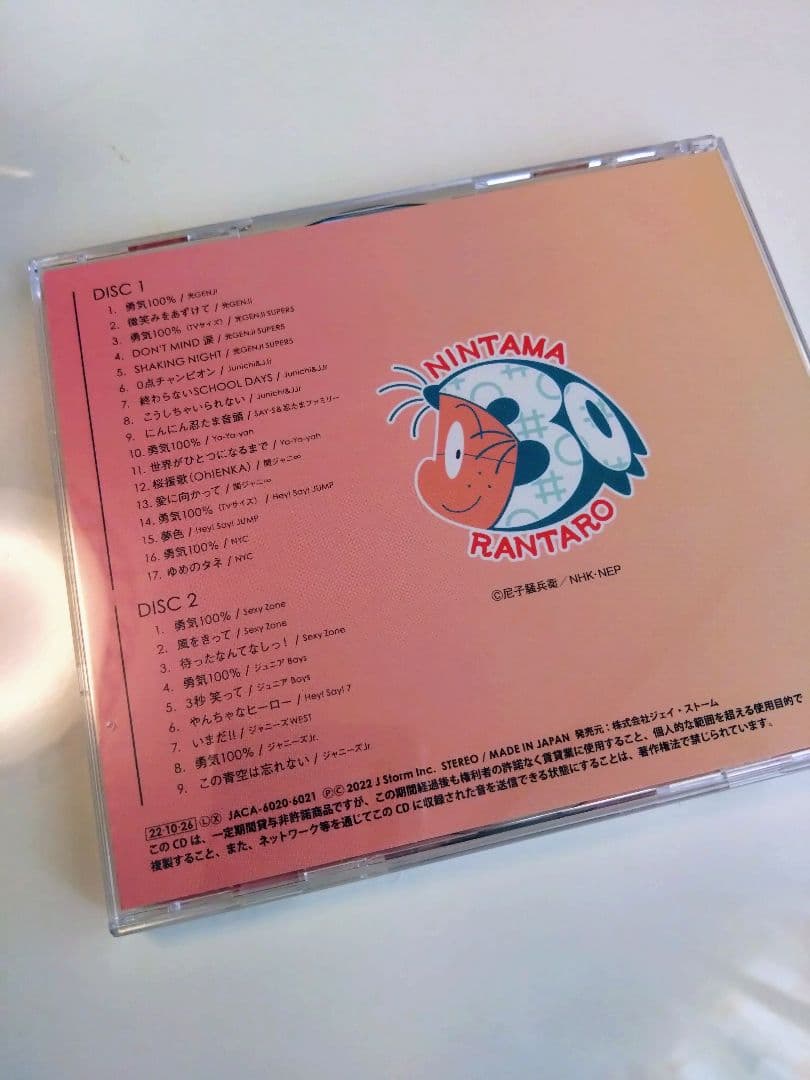 DISC 1
1. 勇気100% / 光GENJI
2. 微笑みをあずけて / 光GENJI
3. 勇気100%（TVサイズ）/ 光GENJI SUPER5
4. DON'T MIND 涙 / 光GENJI SUPER5
5. SHAKING NIGHT / 光GENJI SUPER5
6. 0点チャンピオン / Junichi&JJr
7. 終わらないSCHOOL DAYS / Junichi&JJr
8. こうしちゃいられない / Junichi&JJr
9. にんにん忍たま音頭 / SAY・S&忍たまファミリー
10. 勇気100% / Ya-Ya-yah
11. 世界がひとつになるまで / Ya-Ya-yah
12. 桜援歌（Oh!ENKA）/ 関ジャニ∞
13. 愛に向かって / 関ジャニ∞
14. 勇気100%（TVサイズ）/ Hey! Say! JUMP
15. 夢色 / Hey! Say! JUMP
16. 勇気100% / NYC
17. ゆめのタネ / NYC
DISC 2
1. 勇気100% / Sexy Zone
2. 風をきって / Sexy Zone
3. 待ったなんてなしっ！ / Sexy Zone
4. 勇気100% / ジュニア Boys
5. 3秒 笑って / ジュニア Boys
6. やんちゃなヒーロー / Hey! Say! 7
7. いまだ!! / ジャニーズWEST
8. 勇気100% / ジャニーズJr.
9. この青空は忘れない / ジャニーズJr
NINTAMA
30
RANTARO
©尼子騒兵衛／NHK・NEP
22・10・26 Ⓛ Ⓧ JACA-6020・6021 ⓅⒸ 2022 J Storm Inc. STEREO / MADE IN JAPAN 発売元：株式会社ジェイ・ストーム
このCDは、一定期間貸与非許諾商品ですが、この期間経過後も権利者の許諾なく賃貸業に使用すること、個人的な範囲を超える使用目的で
複製すること、また、ネットワーク等を通じてこのCDに収録された音を送信できる状態にすることは、著作権法で禁じられています。